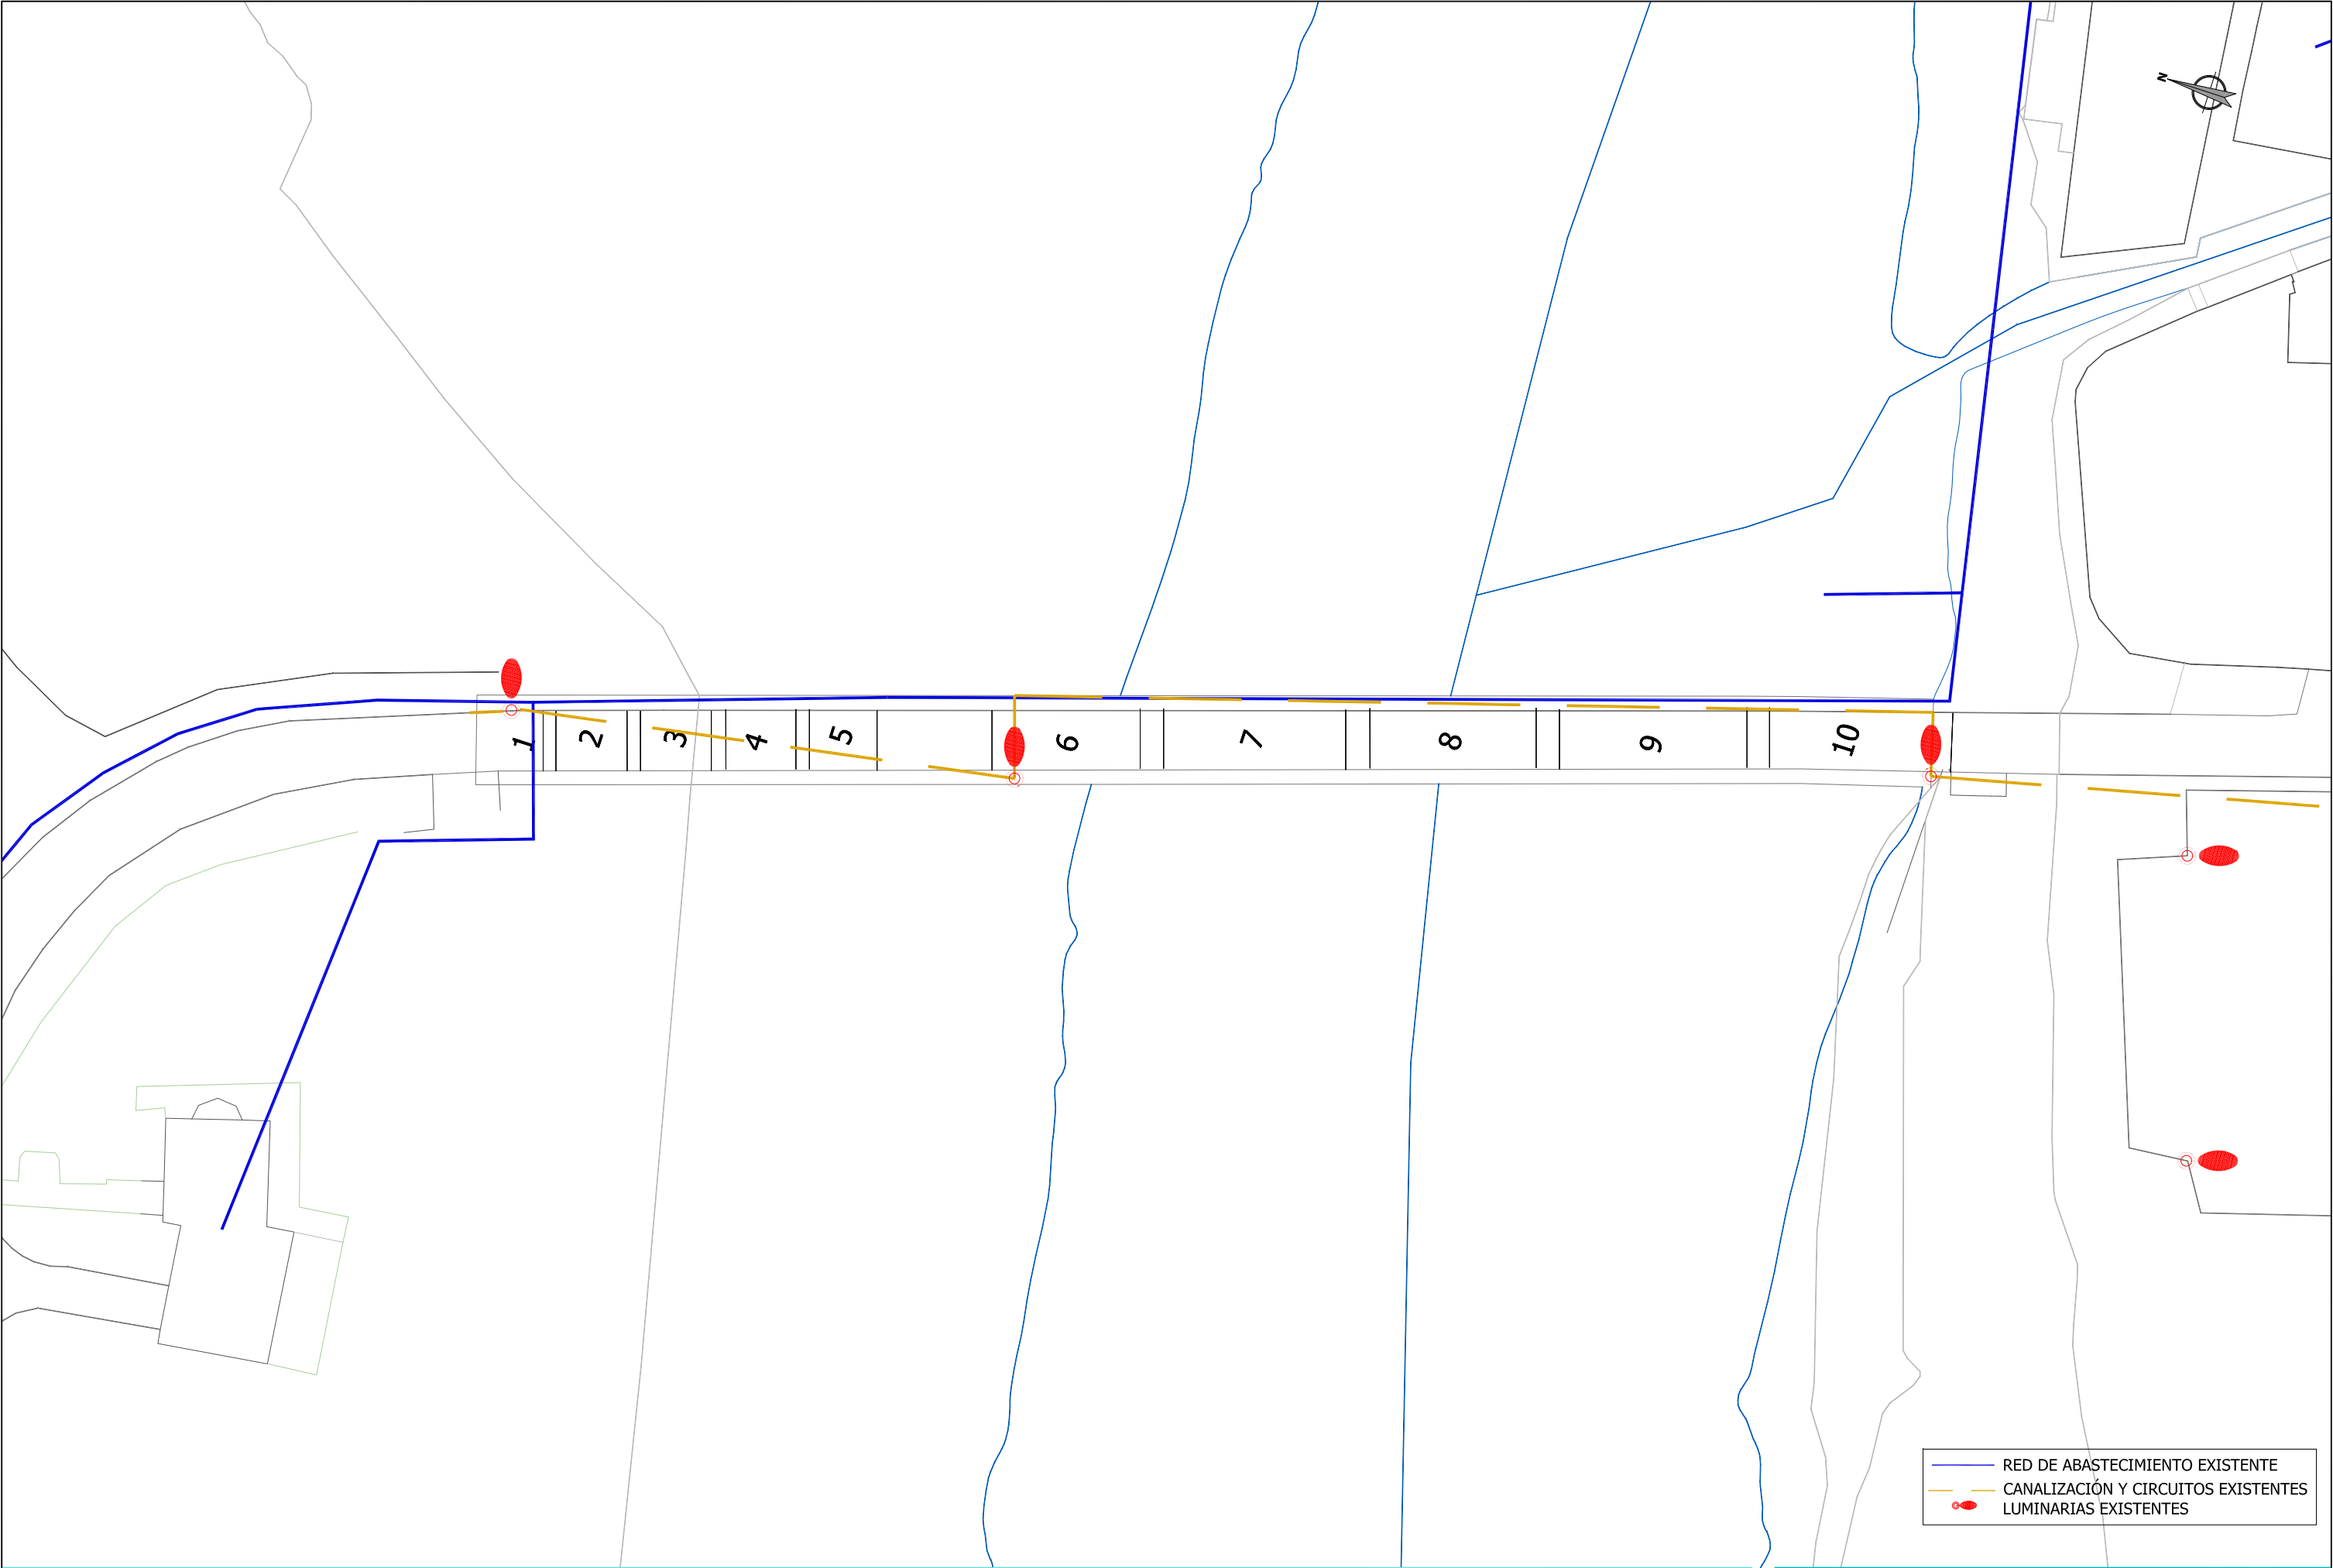 N
1
2
3
4
5
6
7
8
9
10
RED DE ABASTECIMIENTO EXISTENTE
CANALIZACIÓN Y CIRCUITOS EXISTENTES
LUMINARIAS EXISTENTES